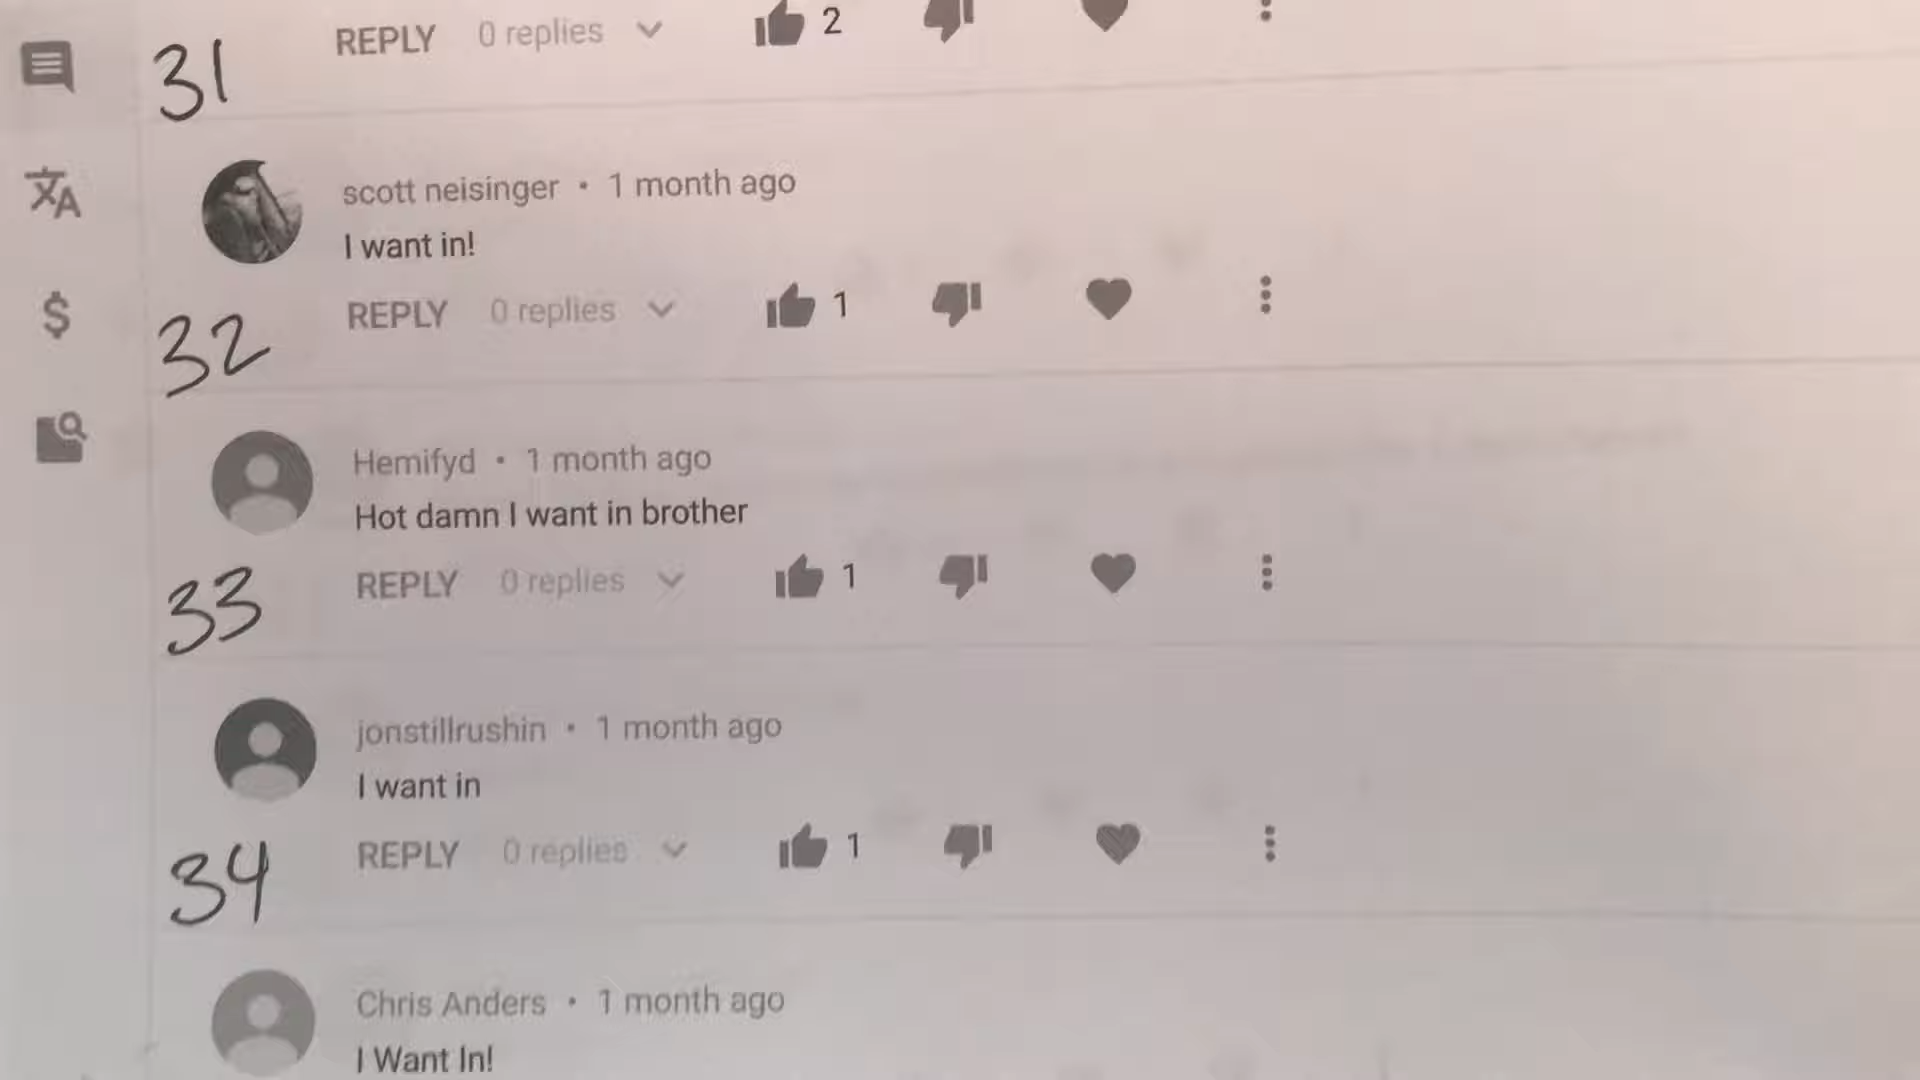 31 REPLY 0 replies 2
scott neisinger • 1 month ago
I want in!
32 REPLY 0 replies 1
Hemifyd • 1 month ago
Hot damn I want in brother
33 REPLY 0 replies 1
jonstillrushin • 1 month ago
I want in
34 REPLY 0 replies 1
Chris Anders • 1 month ago
I Want In!